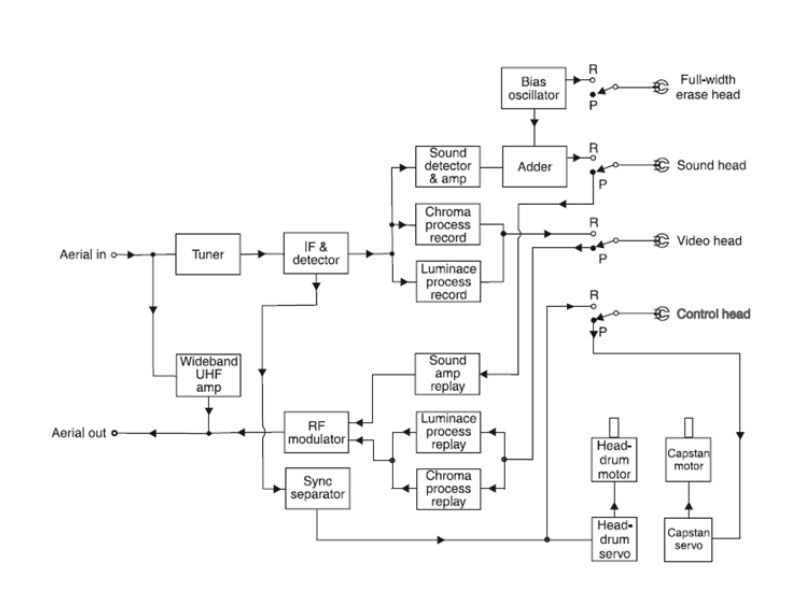 Bias
oscillator
R
P
Full-width
erase head
Sound
detector
& amp
Adder
R
P
Sound head
Chroma
process
record
R
P
Video head
Aerial in
Tuner
IF &
detector
Luminace
process
record
R
P
Control head
Wideband
UHF
amp
Sound
amp
replay
Aerial out
RF
modulator
Luminace
process
replay
Head-
drum
motor
Capstan
motor
Sync
separator
Chroma
process
replay
Head-
drum
servo
Capstan
servo